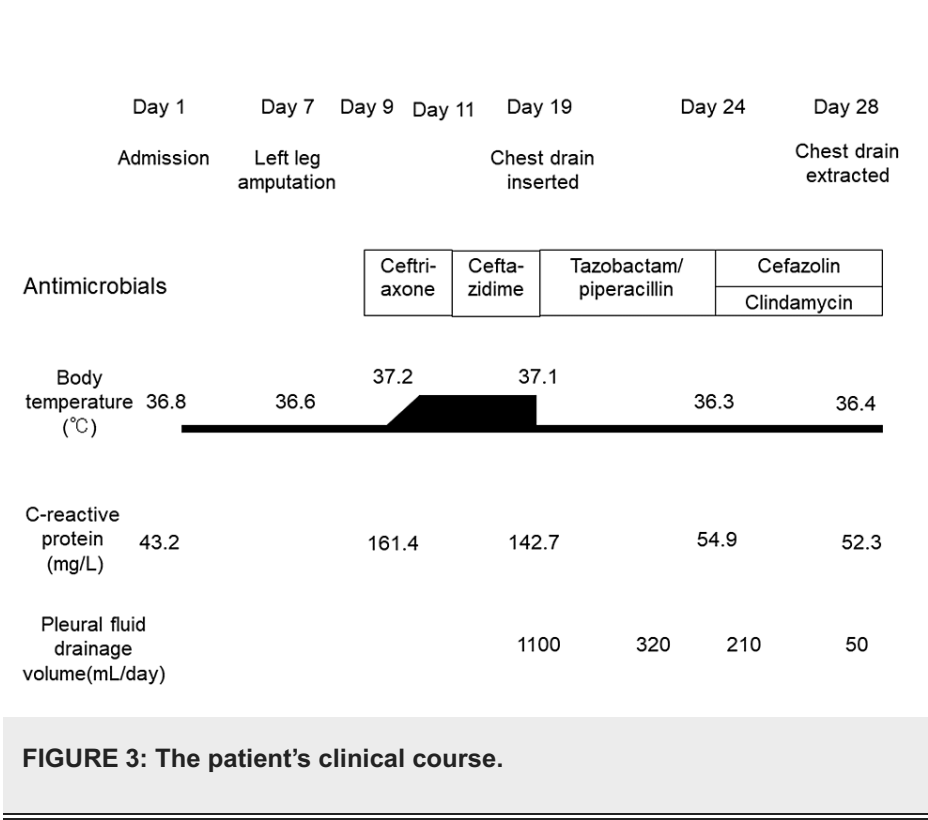 Day 1 Day 7 Day 9 Day 11 Day 19 Day 24 Day 28
Admission Left leg Chest drain Chest drain
amputation inserted extracted
Antimicrobials
Ceftri- Cefta- Tazobactam/ Cefazolin
axone zidime piperacillin Clindamycin
Body 37.2 37.1
temperature 36.8 36.6 36.3 36.4
(℃)
C-reactive
protein 43.2 161.4 142.7 54.9 52.3
(mg/L)
Pleural fluid
drainage 1100 320 210 50
volume(mL/day)
FIGURE 3: The patient’s clinical course.